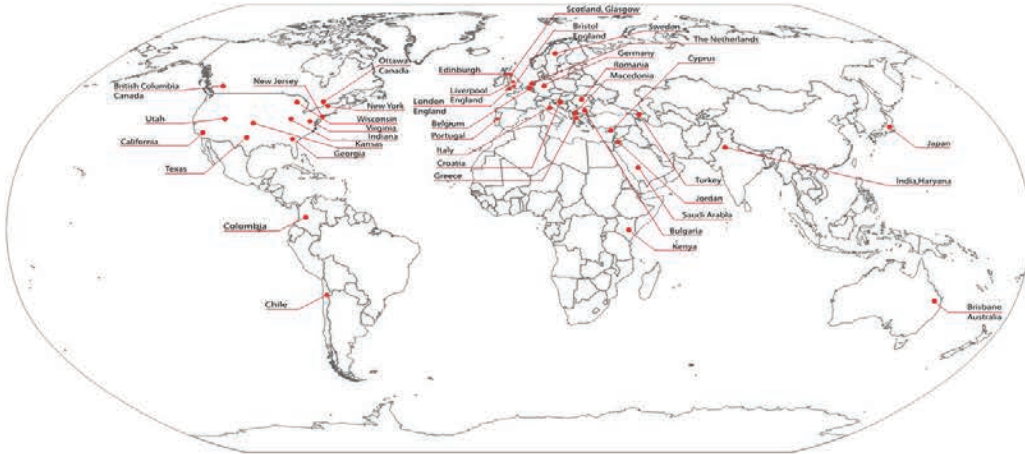 Scotland, Glasgow
Bristol
England
Sweden
The Netherlands
Ottawa
Canada
Germany
Cyprus
Romania
Edinburgh
Macedonia
New Jersey
British Columbia
Canada
Liverpool
England
London
England
New York
Utah
Wisconsin
Belgium
Virginia
Portugal
Indiana
California
Kansas
Italy
Japan
Georgia
Texas
Croatia
Greece
Turkey
India,Haryana
Jordan
Saudi Arabia
Colombia
Bulgaria
Kenya
Chile
Brisbane
Australia